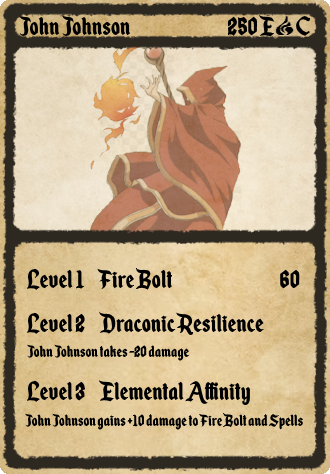 John Johnson 250 E C
Level 1 Fire Bolt 60
Level 2 Draconic Resilience
John Johnson takes -20 damage
Level 3 Elemental Affinity
John Johnson gains +10 damage to Fire Bolt and Spells